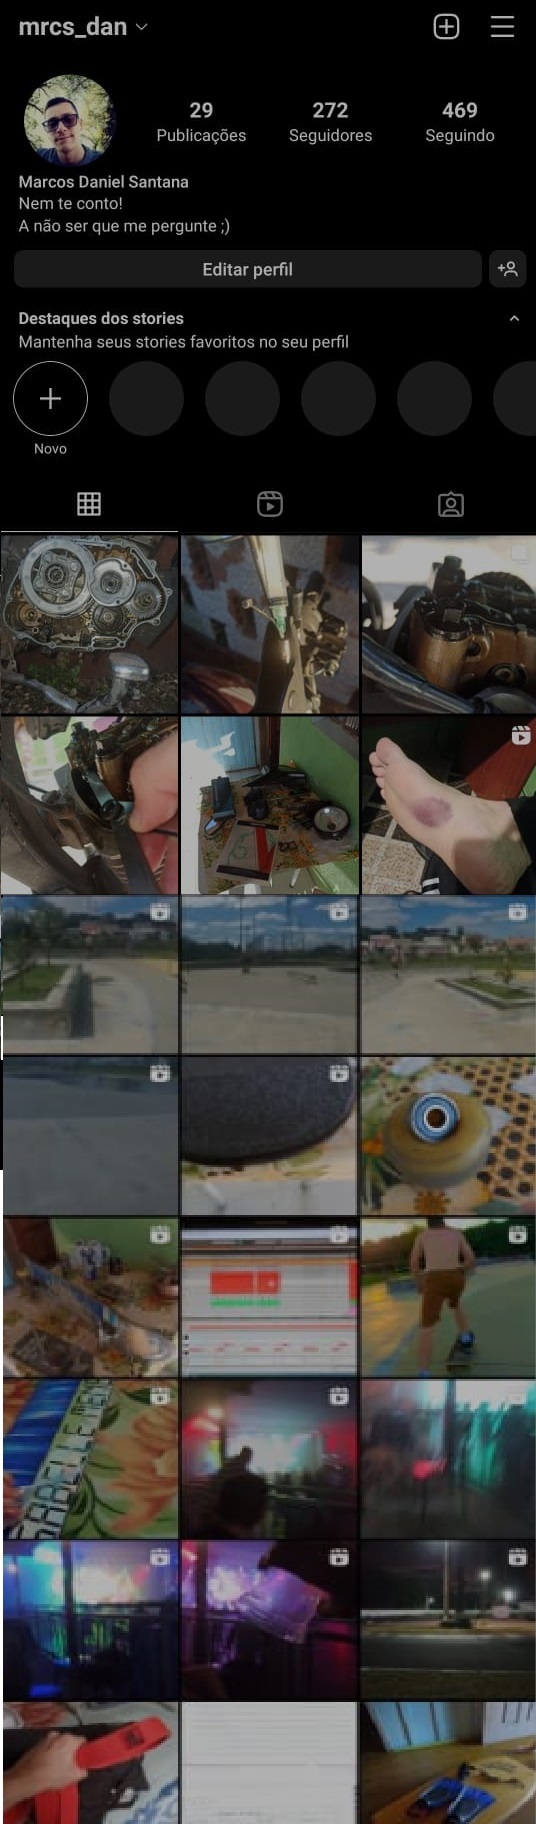 mrcs_dan
29
272
469
Publicações
Seguidores
Seguindo
Marcos Daniel Santana
Nem te conto!
A não ser que me pergunte ;)
Editar perfil
Destaques dos stories
Mantenha seus stories favoritos no seu perfil
Novo